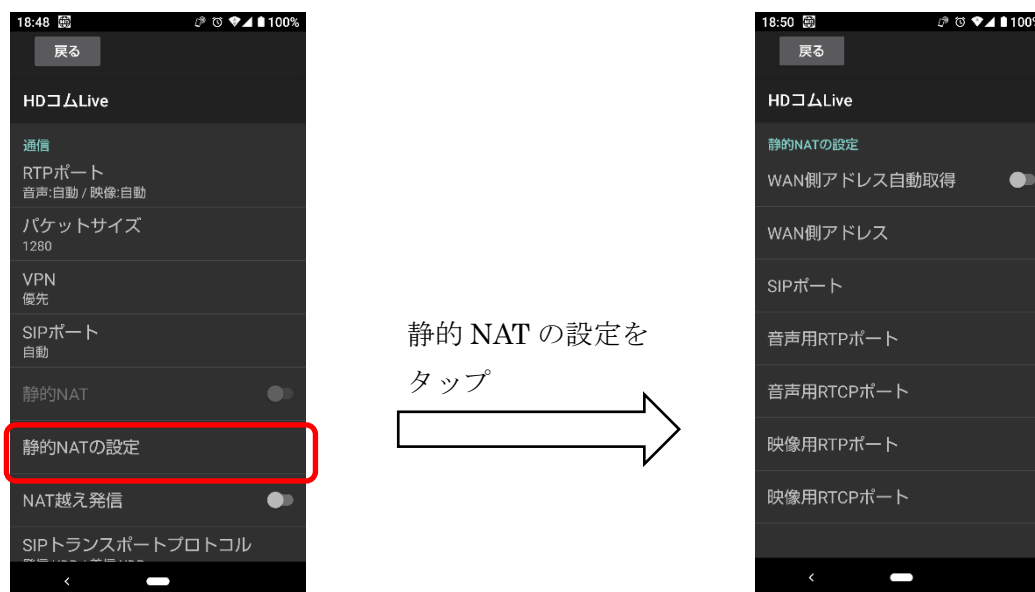 18:48
100%
戻る
HDコムLive
通信
RTPポート
音声:自動 / 映像:自動
パケットサイズ
1280
VPN
優先
SIPポート
自動
静的NAT
静的NATの設定
NAT越え発信
SIPトランスポートプロトコル
静的 NAT の設定を
タップ
18:50
100%
戻る
HDコムLive
静的NATの設定
WAN側アドレス自動取得
WAN側アドレス
SIPポート
音声用RTPポート
音声用RTCPポート
映像用RTPポート
映像用RTCPポート